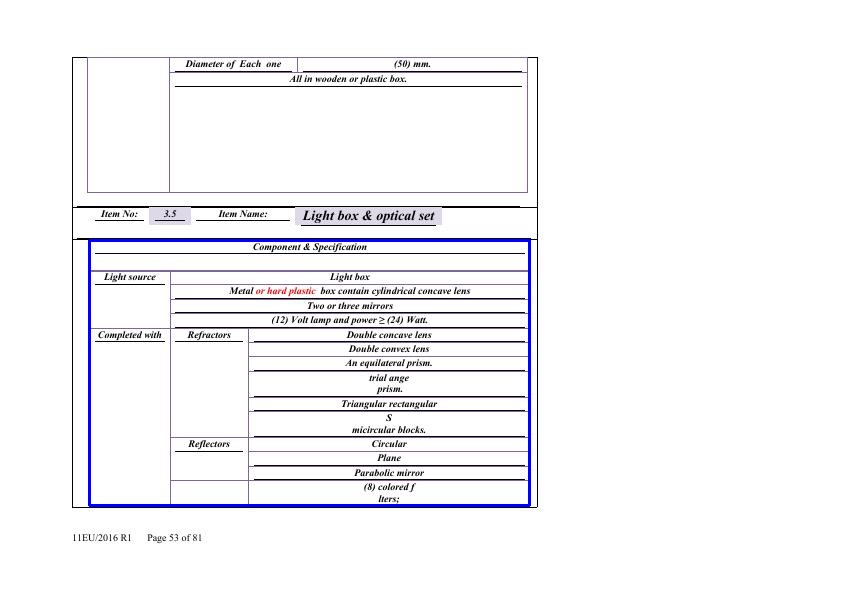 Diameter of Each one (50) mm.
All in wooden or plastic box.
Item No: 3.5 Item Name: Light box & optical set
Component & Specification
Light source Light box
Metal or hard plastic box contain cylindrical concave lens
Two or three mirrors
(12) Volt lamp and power ≥ (24) Watt.
Completed with Refractors Double concave lens
Double convex lens
An equilateral prism.
trial ange
prism.
Triangular rectangular
S
micircular blocks.
Reflectors Circular
Plane
Parabolic mirror
(8) colored f
lters;
11EU/2016 R1 Page 53 of 81